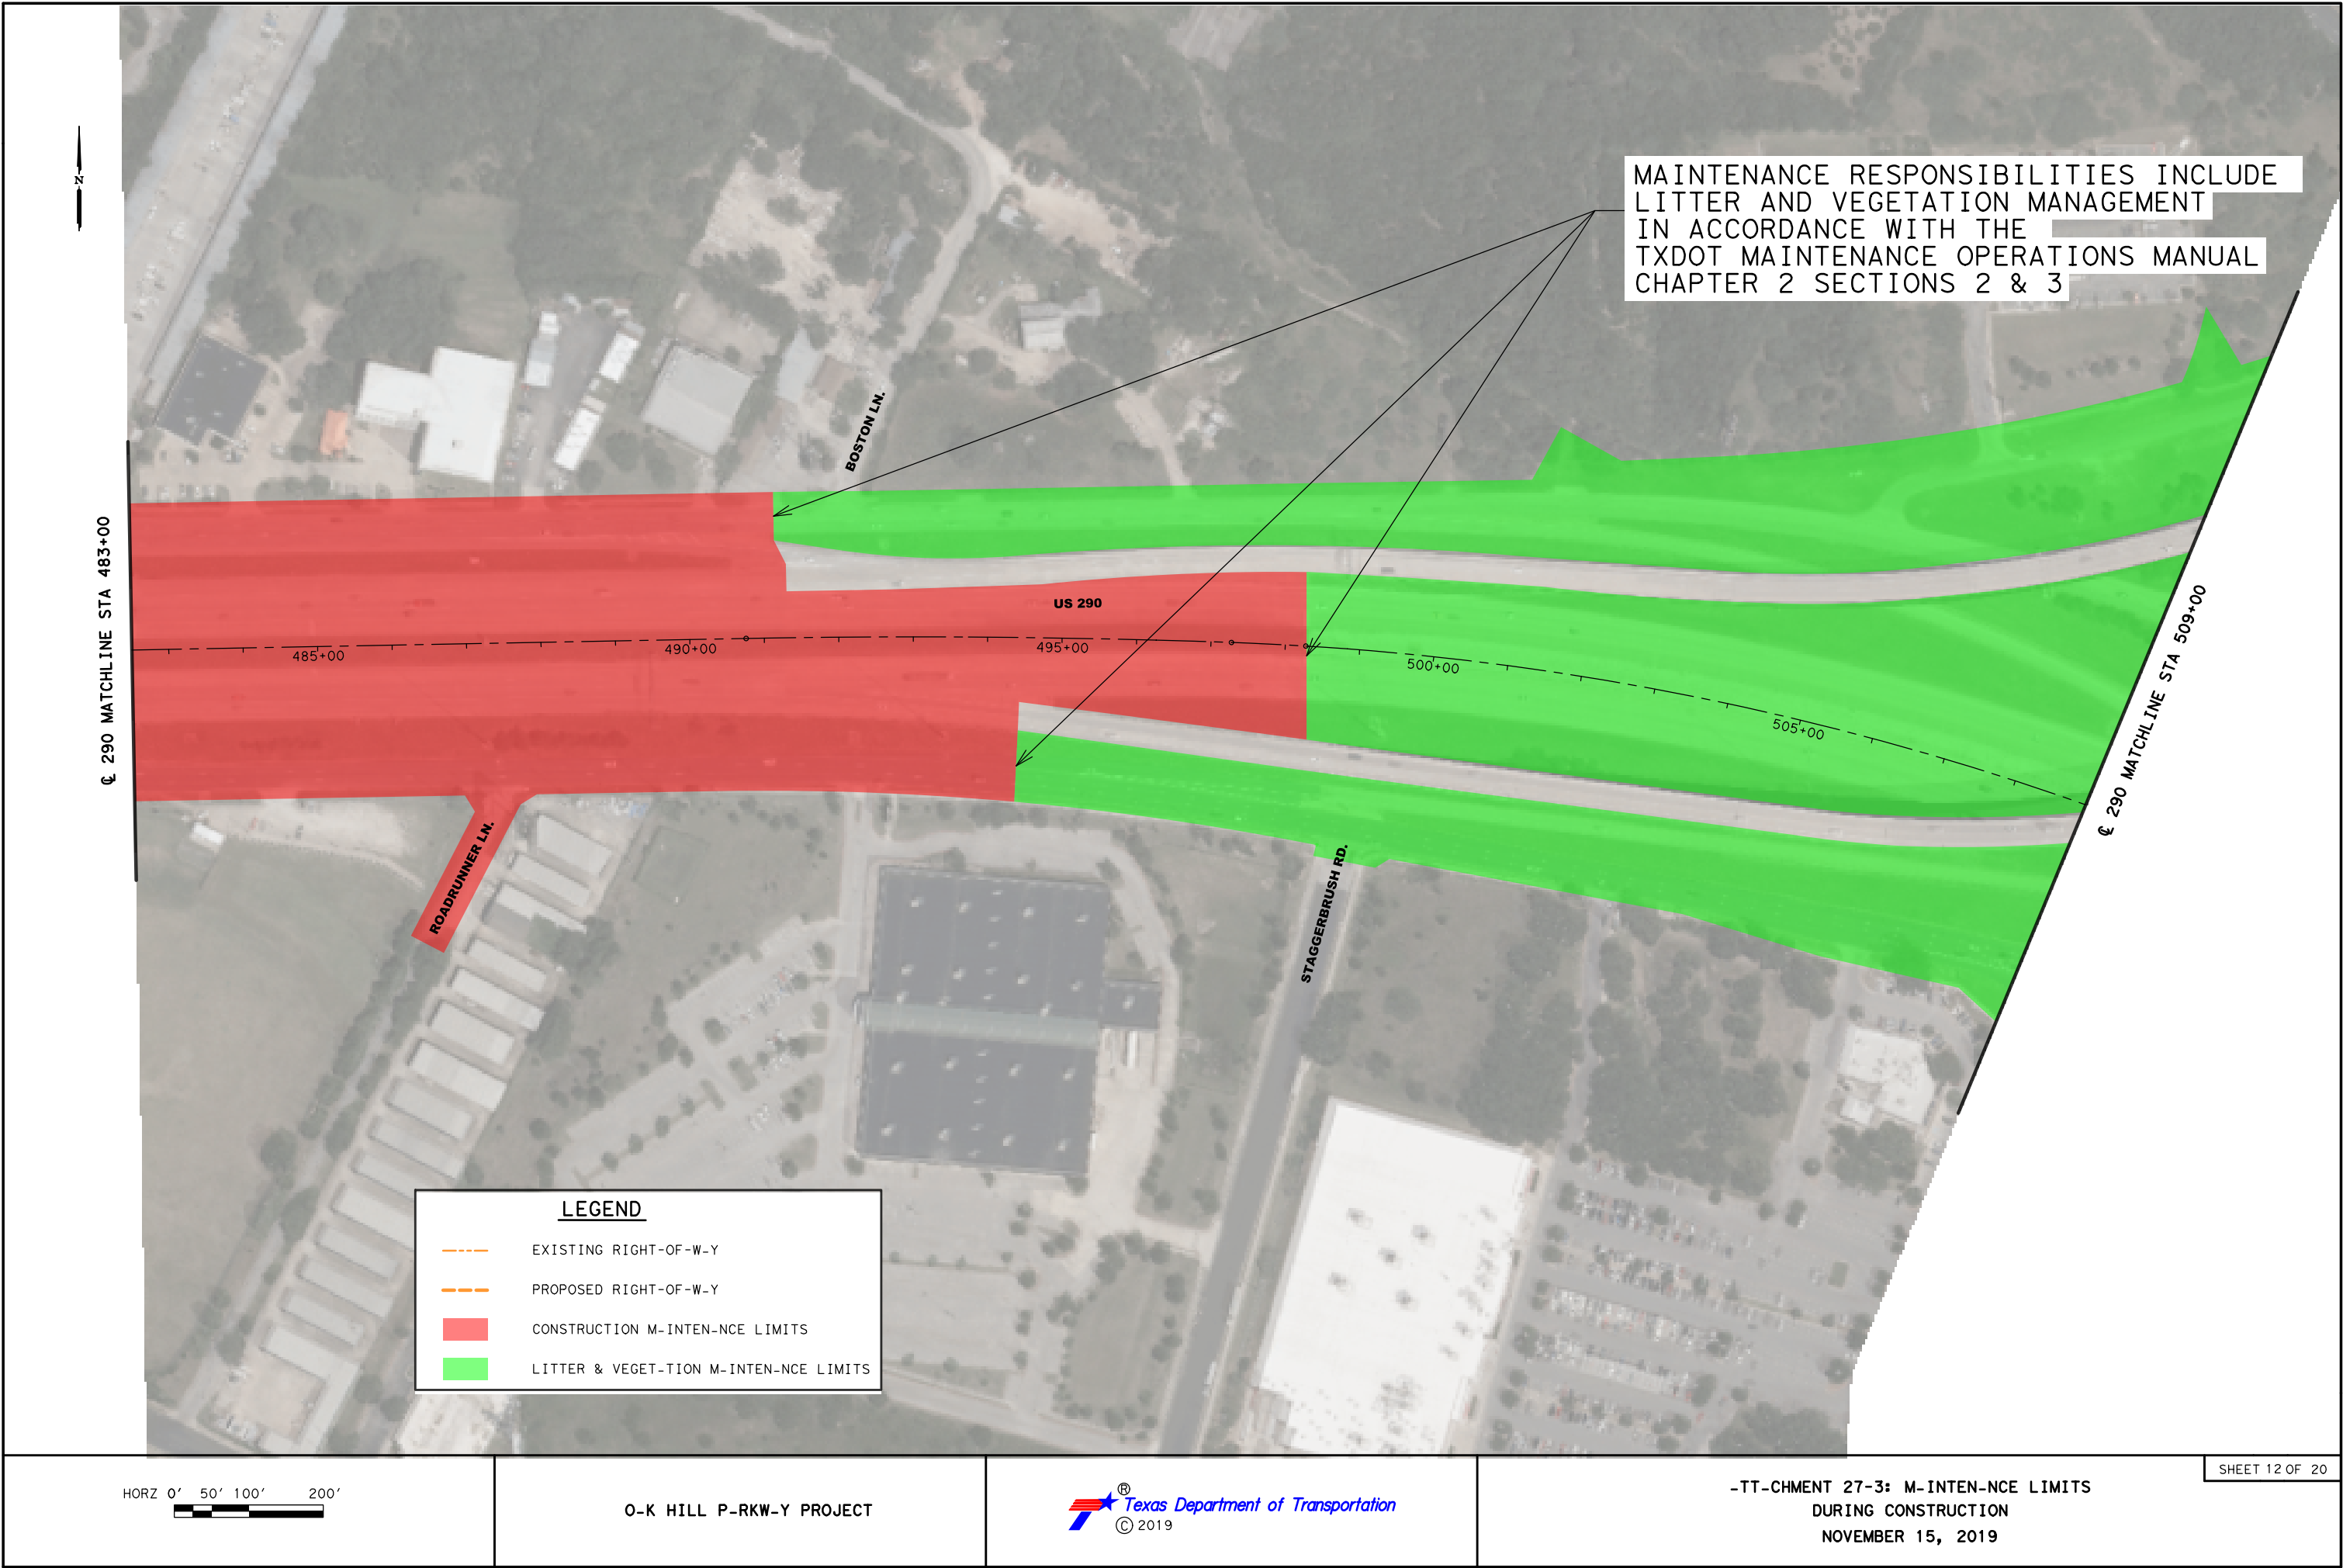 N
MAINTENANCE RESPONSIBILITIES INCLUDE
LITTER AND VEGETATION MANAGEMENT
IN ACCORDANCE WITH THE
TXDOT MAINTENANCE OPERATIONS MANUAL
CHAPTER 2 SECTIONS 2 & 3
BOSTON LN.
℄ 290 MATCHLINE STA 483+00
US 290
485+00
490+00
495+00
500+00
505+00
℄ 290 MATCHLINE STA 509+00
ROADRUNNER LN.
STAGGERBRUSH RD.
LEGEND
EXISTING RIGHT-OF-W-Y
PROPOSED RIGHT-OF-W-Y
CONSTRUCTION M-INTEN-NCE LIMITS
LITTER & VEGET-TION M-INTEN-NCE LIMITS
HORZ 0' 50' 100' 200'
O-K HILL P-RKW-Y PROJECT
®
Texas Department of Transportation
© 2019
SHEET 12 OF 20
-TT-CHMENT 27-3: M-INTEN-NCE LIMITS
DURING CONSTRUCTION
NOVEMBER 15, 2019